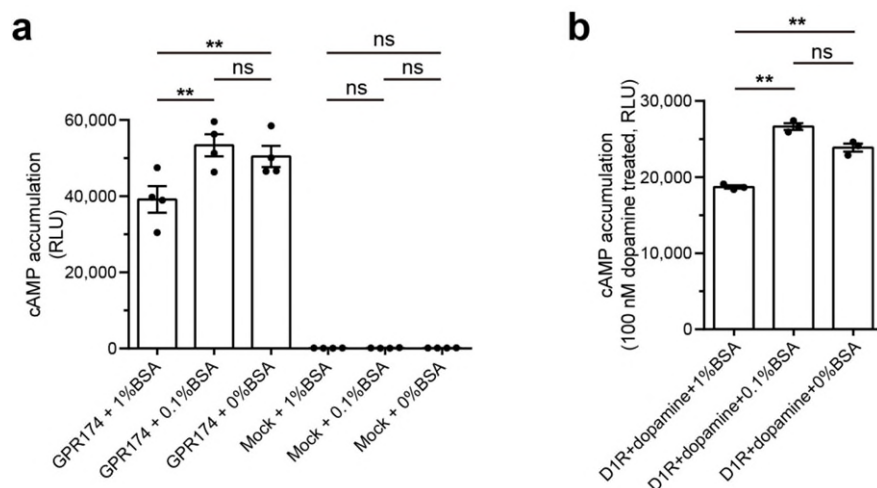 a
**
ns
ns
ns
**
ns
cAMP accumulation
(RLU)
60,000
40,000
20,000
0
GPR174 + 1%BSA
GPR174 + 0.1%BSA
GPR174 + 0%BSA
Mock + 1%BSA
Mock + 0.1%BSA
Mock + 0%BSA
b
**
ns
**
cAMP accumulation
(100 nM dopamine treated, RLU)
30,000
20,000
10,000
0
D1R+dopamine+1%BSA
D1R+dopamine+0.1%BSA
D1R+dopamine+0%BSA